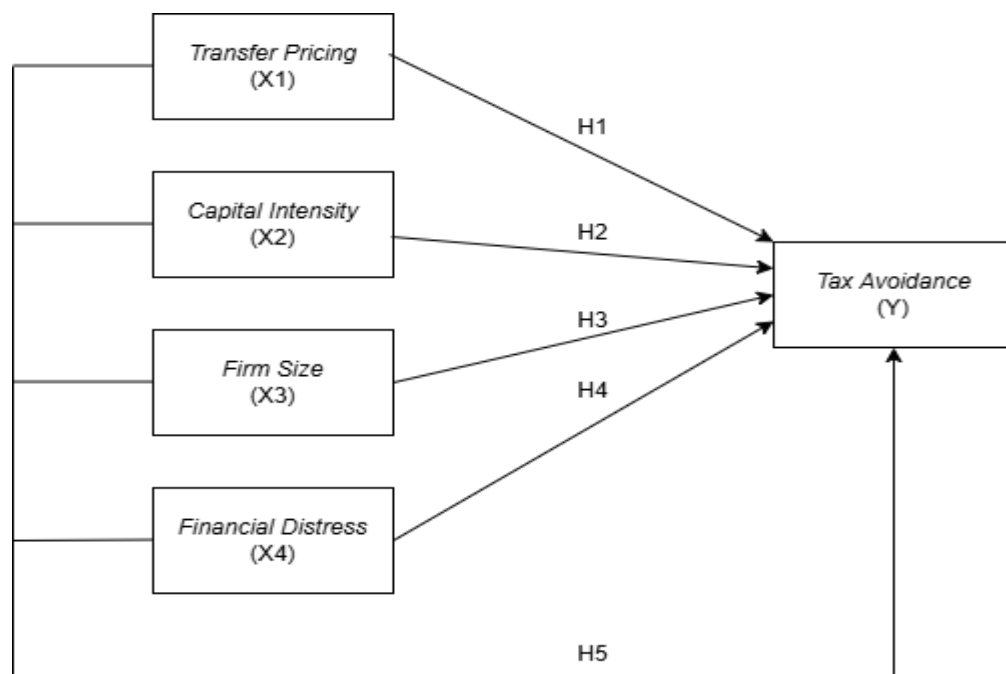 Transfer Pricing
(X1)
H1
Capital Intensity
(X2)
H2
Tax Avoidance
(Y)
Firm Size
(X3)
H3
H4
Financial Distress
(X4)
H5